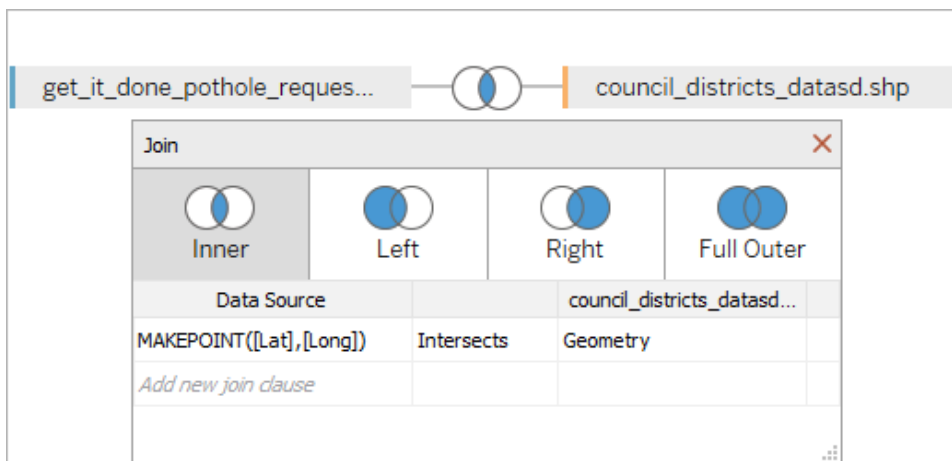 get_it_done_pothole_reques... council_districts_datasd.shp
Join
Inner Left Right Full Outer
Data Source council_districts_datasd...
MAKEPOINT([Lat],[Long]) Intersects Geometry
Add new join clause